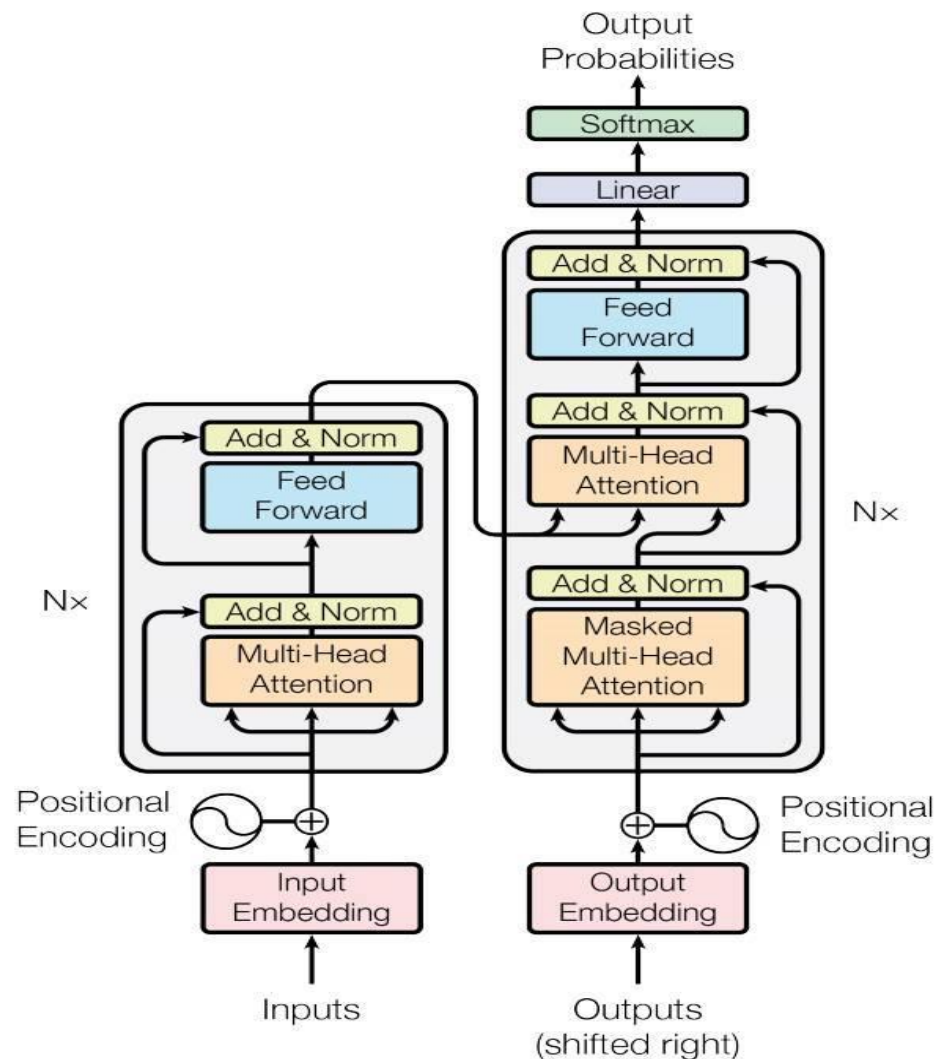 Output
Probabilities
Softmax
Linear
Add & Norm
Feed
Forward
Add & Norm
Multi-Head
Attention
Nx
Add & Norm
Masked
Multi-Head
Attention
Add & Norm
Feed
Forward
Nx
Add & Norm
Multi-Head
Attention
Positional
Encoding
Positional
Encoding
Input
Embedding
Output
Embedding
Inputs
Outputs
(shifted right)